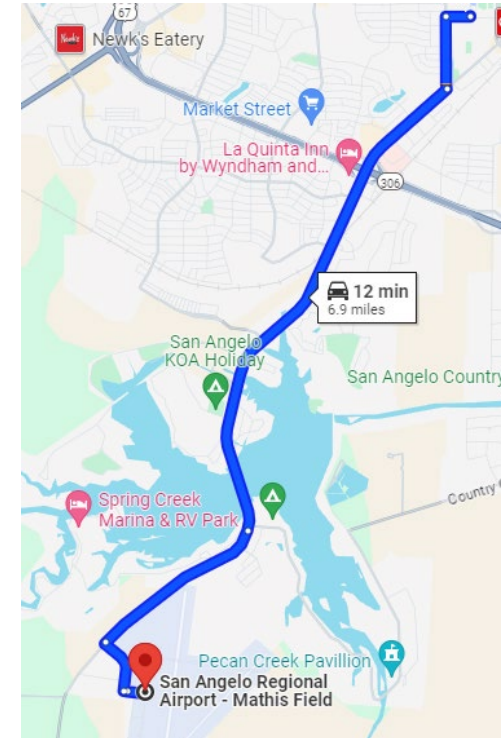 67
Newk's
Newk's Eatery
Market Street
La Quinta Inn
by Wyndham and...
306
12 min
6.9 miles
San Angelo
KOA Holiday
San Angelo Country
Spring Creek
Marina & RV Park
Country
Pecan Creek Pavillion
San Angelo Regional
Airport - Mathis Field